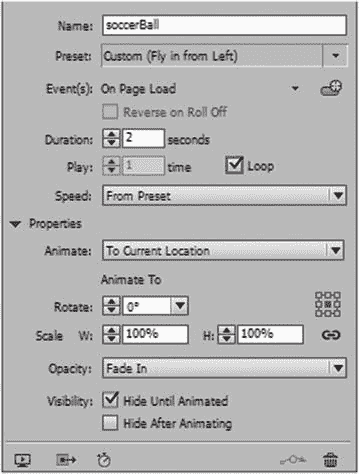 Name: soccerBall
Preset: Custom (Fly in from Left)
Event(s): On Page Load
Reverse on Roll Off
Duration: 2 seconds
Play: 1 time Loop
Speed: From Preset
Properties
Animate: To Current Location
Animate To
Rotate: 0°
Scale W: 100% H: 100%
Opacity: Fade In
Visibility: Hide Until Animated
Hide After Animating